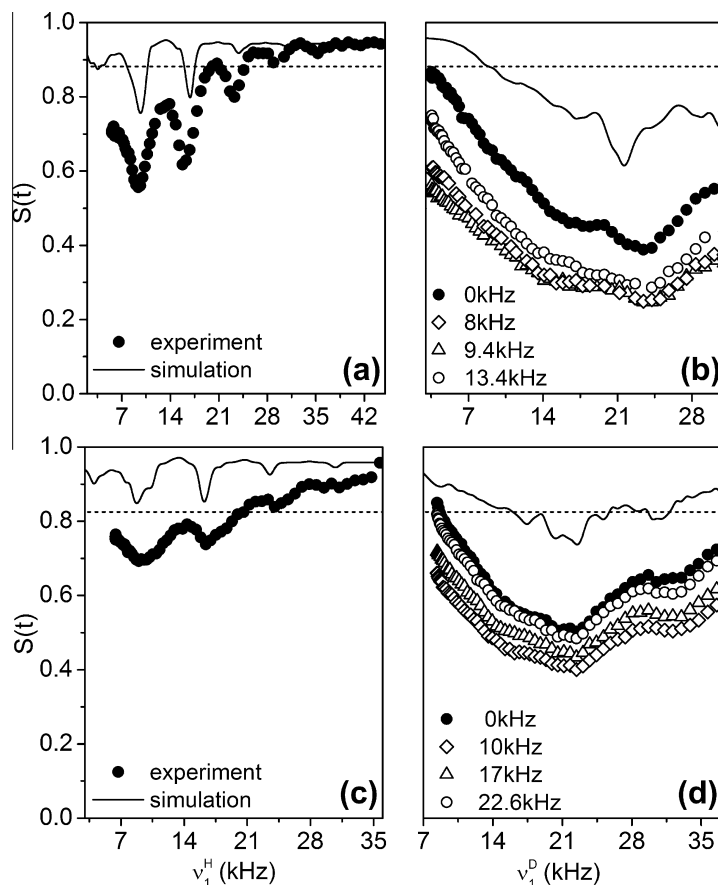 1.0
0.8
0.6
0.4
0.2
0.0
S(t)
experiment
simulation
(a)
7 14 21 28 35 42
0kHz
8kHz
9.4kHz
13.4kHz
(b)
7 14 21 28
1.0
0.8
0.6
0.4
0.2
0.0
S(t)
experiment
simulation
(c)
7 14 21 28 35
ν₁ᴴ (kHz)
0kHz
10kHz
17kHz
22.6kHz
(d)
7 14 21 28 35
ν₁ᴰ (kHz)